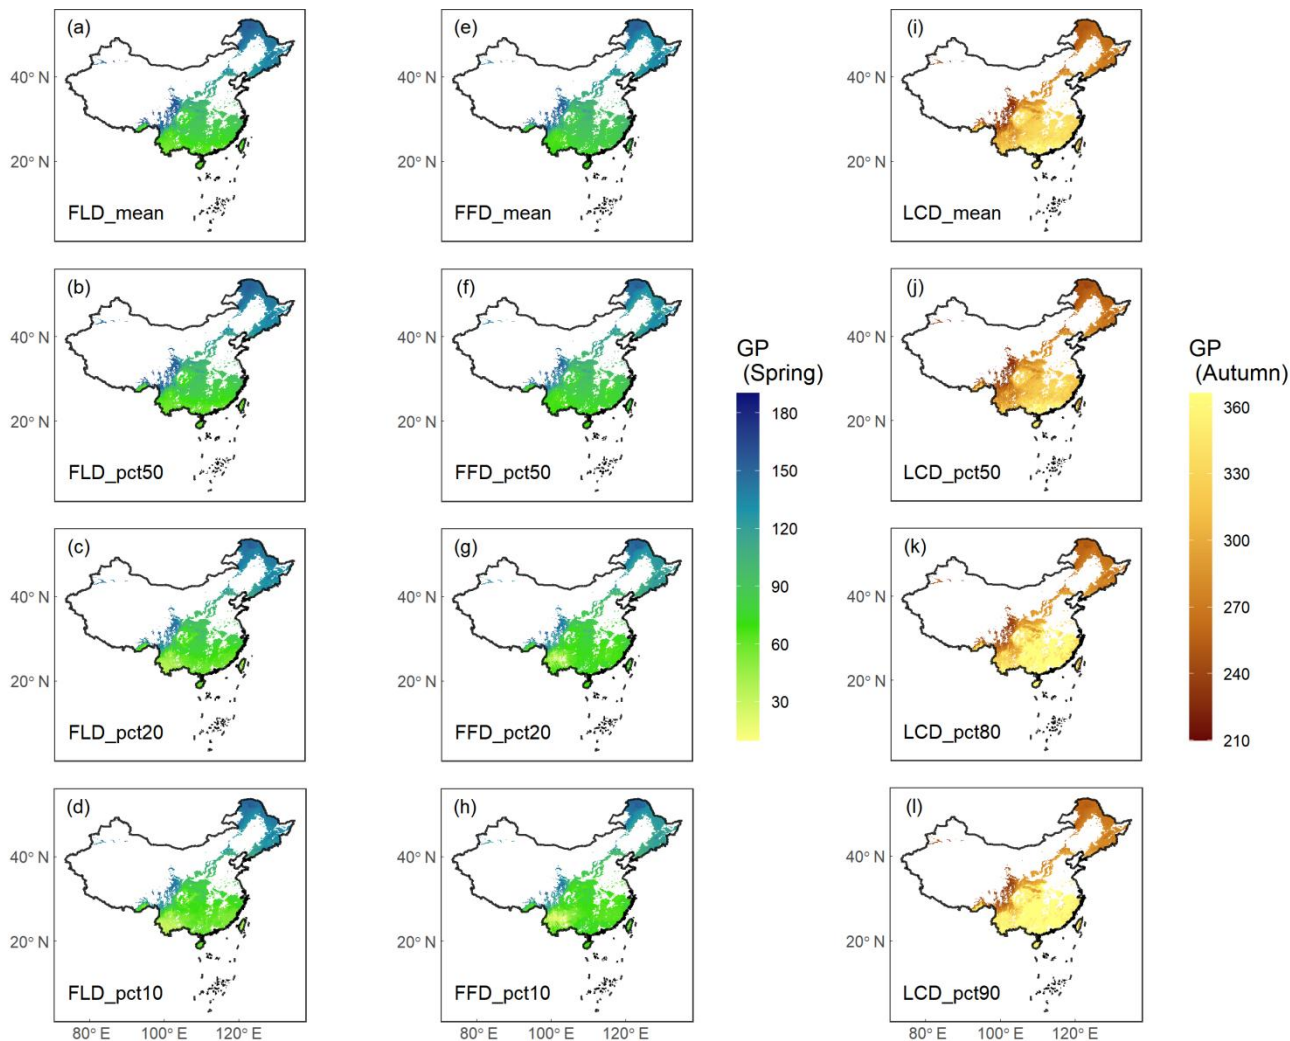 (a)
(e)
(i)
40° N
40° N
40° N
20° N
20° N
20° N
FLD_mean
FFD_mean
LCD_mean
(b)
(f)
(j)
40° N
40° N
40° N
20° N
20° N
20° N
FLD_pct50
FFD_pct50
LCD_pct50
GP
(Spring)
180
150
120
90
60
30
GP
(Autumn)
360
330
300
270
240
210
(c)
(g)
(k)
40° N
40° N
40° N
20° N
20° N
20° N
FLD_pct20
FFD_pct20
LCD_pct80
(d)
(h)
(l)
40° N
40° N
40° N
20° N
20° N
20° N
FLD_pct10
FFD_pct10
LCD_pct90
80° E 100° E 120° E
80° E 100° E 120° E
80° E 100° E 120° E